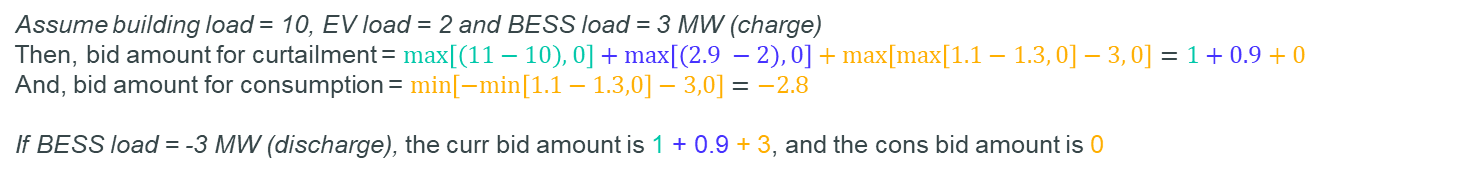 Assume building load = 10, EV load = 2 and BESS load = 3 MW (charge)
Then, bid amount for curtailment = max[(11 − 10), 0] + max[(2.9 − 2), 0] + max[max[1.1 − 1.3, 0] − 3, 0] = 1 + 0.9 + 0
And, bid amount for consumption = min[−min[1.1 − 1.3,0] − 3,0] = −2.8
If BESS load = -3 MW (discharge), the curr bid amount is 1 + 0.9 + 3, and the cons bid amount is 0